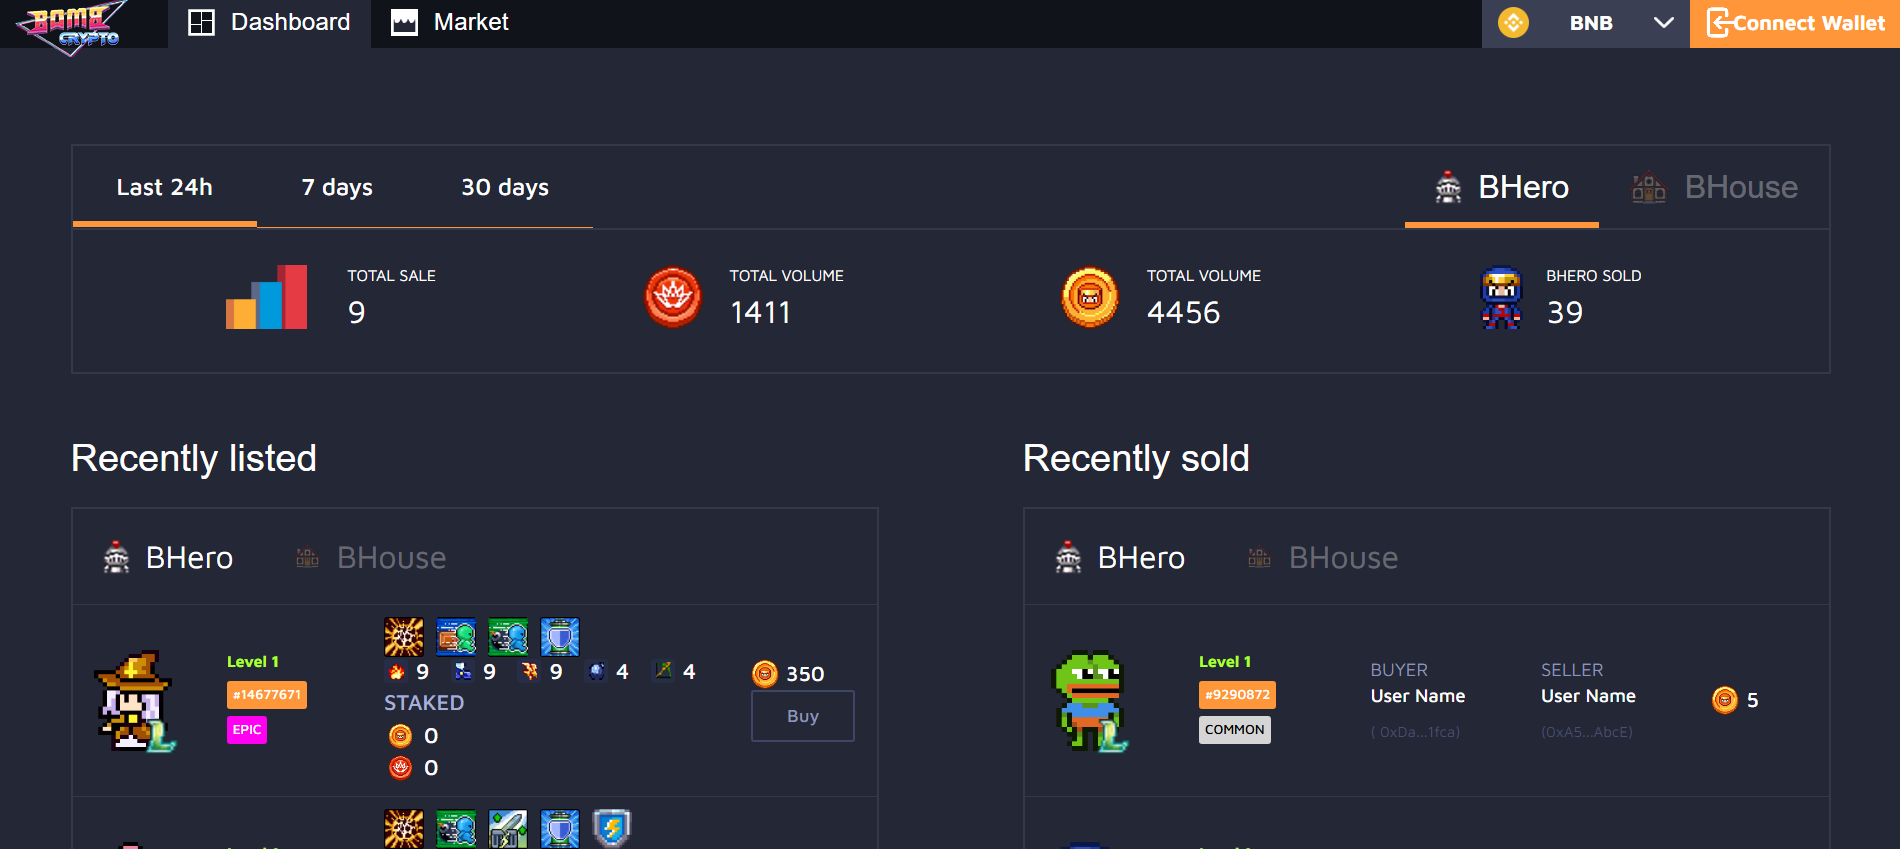 BOMB
CRYPTO
Dashboard
Market
BNB
Connect Wallet
Last 24h
7 days
30 days
BHero
BHouse
TOTAL SALE
9
TOTAL VOLUME
1411
TOTAL VOLUME
4456
BHERO SOLD
39
Recently listed
BHero
BHouse
Level 1
#14677671
EPIC
9
9
9
4
4
STAKED
0
0
350
Buy
Recently sold
BHero
BHouse
Level 1
#9290872
COMMON
BUYER
User Name
( 0xDa...1fca)
SELLER
User Name
(0xA5...AbcE)
5